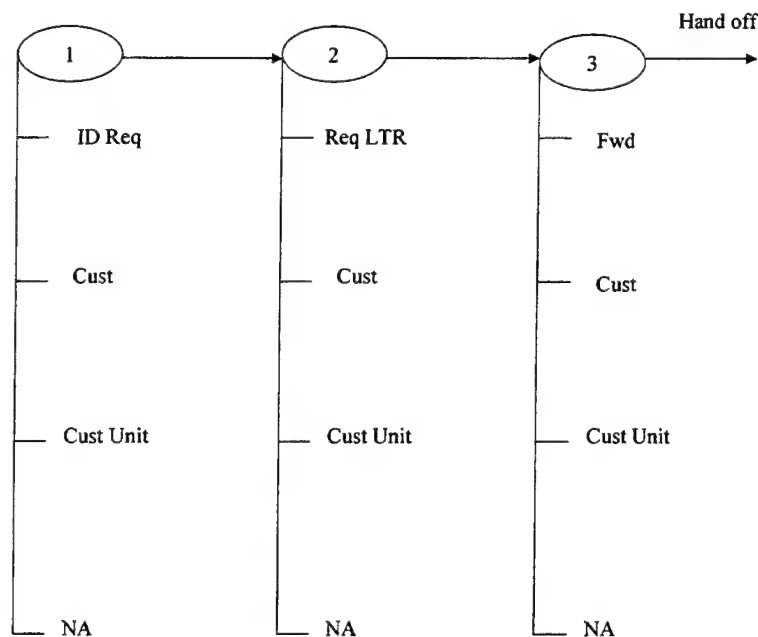 Hand off
1
2
3
ID Req
Req LTR
Fwd
Cust
Cust
Cust
Cust Unit
Cust Unit
Cust Unit
NA
NA
NA